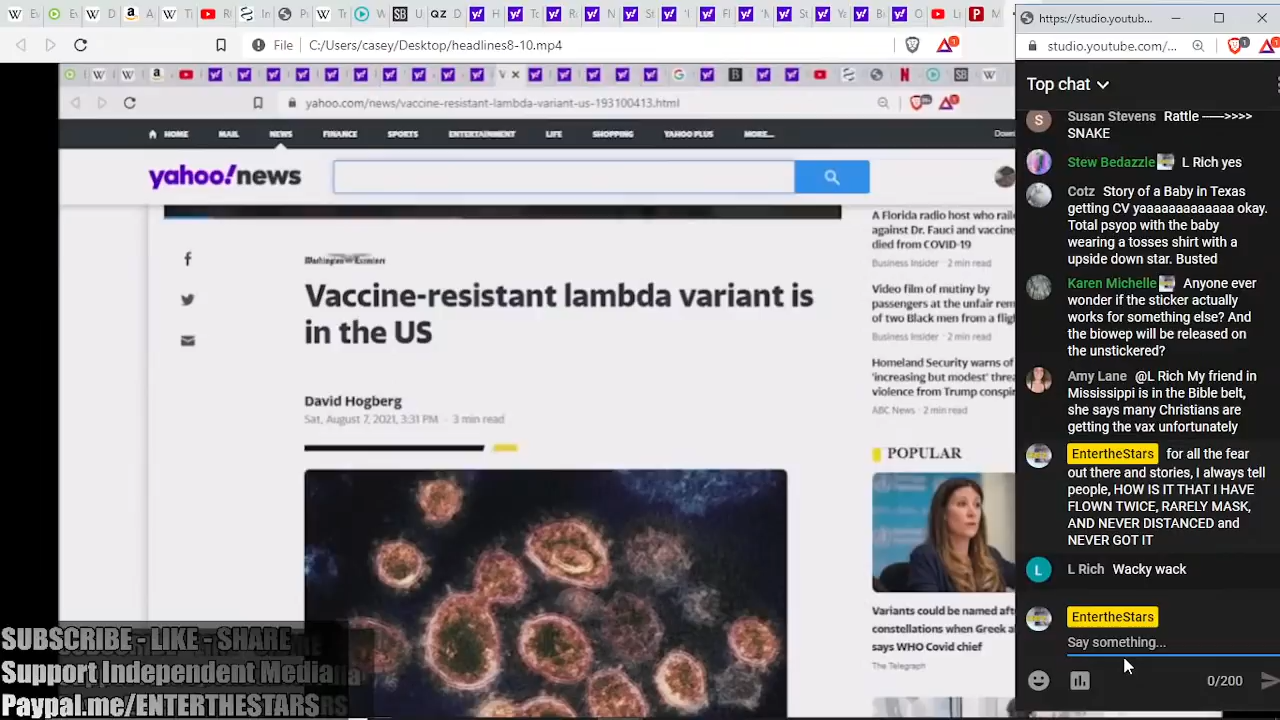 W
E
W
a
R
T
B
P
W
T
W
SB
U
QZ
D
H
T
R
N
S
F
N
S
Y
B
O
L
M
File C:/Users/casey/Desktop/headlines8-10.mp4
yahoo.com/news/vaccine-resistant-lambda-variant-us-193100413.html
HOME MAIL NEWS FINANCE SPORTS ENTERTAINMENT LIFE SHOPPING YAHOO PLUS MORE...
yahoo!news
Washington Examiner
Vaccine-resistant lambda variant is
in the US
David Hogberg
Sat, August 7, 2021, 3:31 PM · 3 min read
A Florida radio host who rail
against Dr. Fauci and vaccine
died from COVID-19
Business Insider · 2 min read
Video film of mutiny by
passengers at the unfair rem
of two Black men from a fligh
Business Insider · 2 min read
Homeland Security warns of
'increasing but modest' threa
violence from Trump conspir
ABC News · 2 min read
POPULAR
Variants could be named aft
constellations when Greek a
says WHO Covid chief
The Telegraph
SUBSCRIBE - LIKE - SHARE
Support Independent Media
Paypal.me/ENTERTHESTARS
https://studio.youtub...
studio.youtube.com/...
Top chat
Susan Stevens Rattle —->>>>
SNAKE
Stew Bedazzle L Rich yes
Cotz Story of a Baby in Texas
getting CV yaaaaaaaaaaaa okay.
Total psyop with the baby
wearing a tosses shirt with a
upside down star. Busted
Karen Michelle Anyone ever
wonder if the sticker actually
works for something else? And
the biowep will be released on
the unstickered?
Amy Lane @L Rich My friend in
Mississippi is in the Bible belt,
she says many Christians are
getting the vax unfortunately
EntertheStars for all the fear
out there and stories, I always tell
people, HOW IS IT THAT I HAVE
FLOWN TWICE, RARELY MASK,
AND NEVER DISTANCED and
NEVER GOT IT
L Rich Wacky wack
EntertheStars
Say something...
0/200